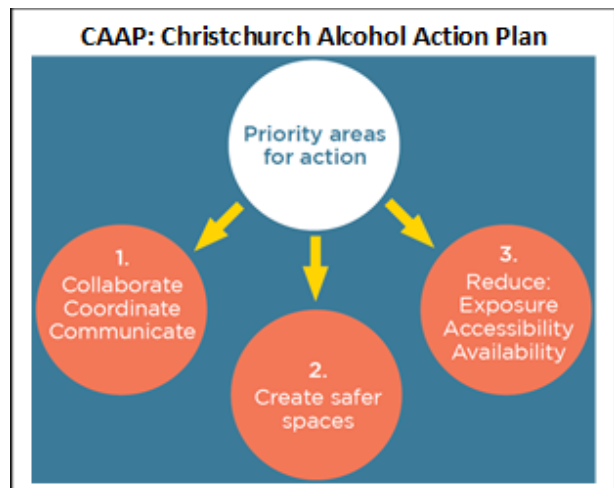 CAAP: Christchurch Alcohol Action Plan
Priority areas
for action
1.
Collaborate
Coordinate
Communicate
2.
Create safer
spaces
3.
Reduce:
Exposure
Accessibility
Availability